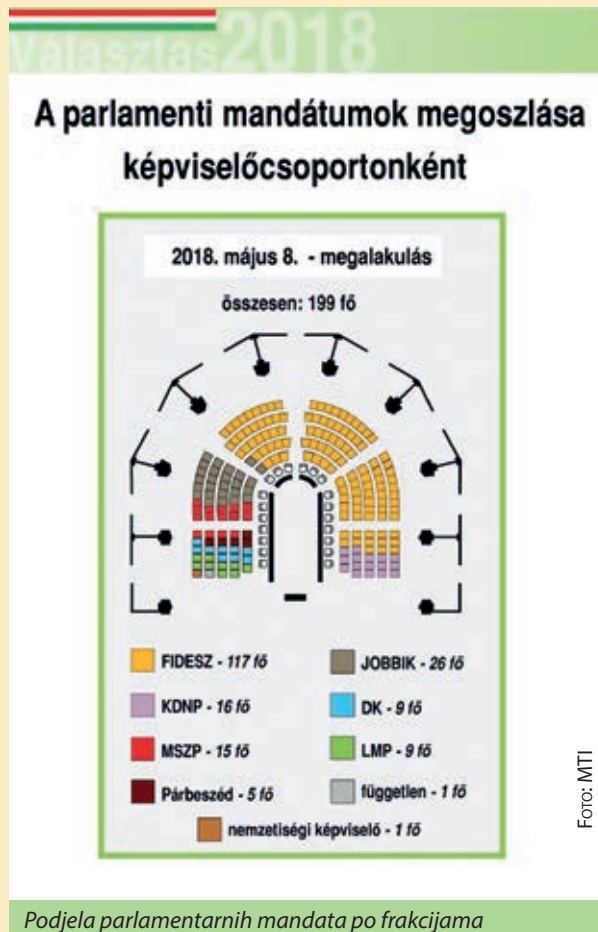 Választás2018
A parlamenti mandátumok megoszlása
képviselőcsoportonként
2018. május 8. - megalakulás
összesen: 199 fő
FIDESZ - 117 fő
JOBBIK - 26 fő
KDNP - 16 fő
DK - 9 fő
MSZP - 15 fő
LMP - 9 fő
Párbeszéd - 5 fő
független - 1 fő
nemzetiségi képviselő - 1 fő
FOTO: MTI
Podjela parlamentarnih mandata po frakcijama